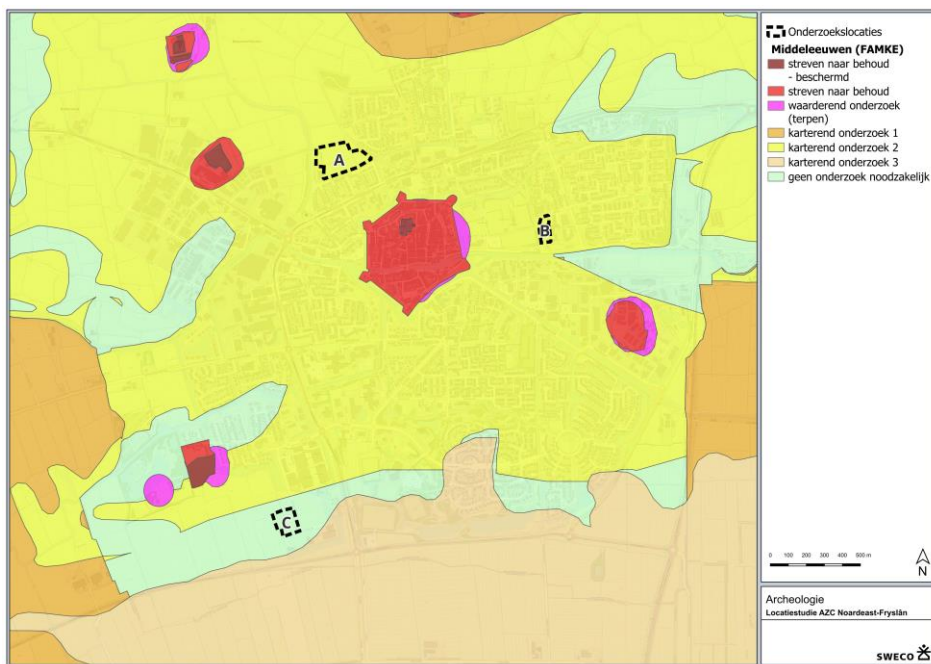 A
B
C
Onderzoekslocaties
Middeleeuwen (FAMKE)
streven naar behoud
- beschermd
streven naar behoud
waarderend onderzoek
(terpen)
karterend onderzoek 1
karterend onderzoek 2
karterend onderzoek 3
geen onderzoek noodzakelijk
0 100 200 300 400 500 m
N
Archeologie
Locatiestudie AZC Noardeast-Fryslân
SWECO